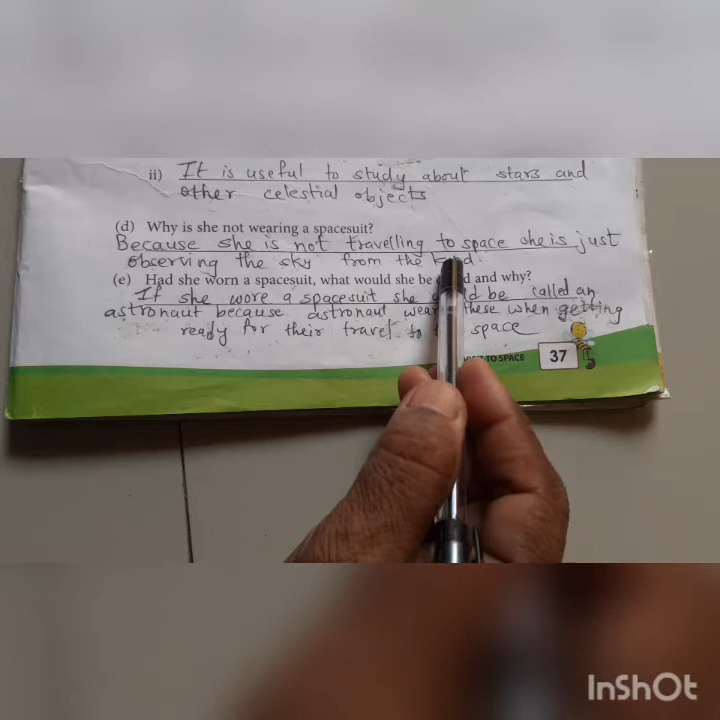 ii) It is useful to study about stars and
other celestial objects
(d) Why is she not wearing a spacesuit?
Because she is not travelling to space she is just
observing the sky from the
(e) Had she worn a spacesuit, what would she be and why?
If she wore a spacesuit she be called an
astronaut because astronaut wear these when getting
ready for their travel to space
TO SPACE 37
InShOt